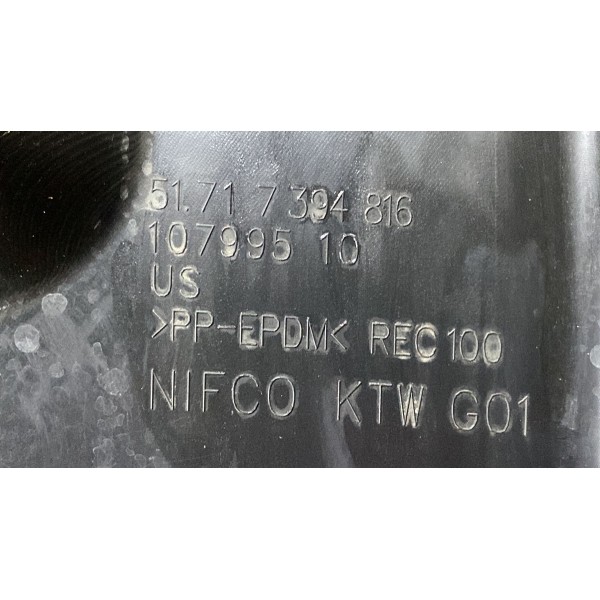 51.71 7 394 816
107995 10
US
>PP-EPDM< REC100
NIFCO KTW G01